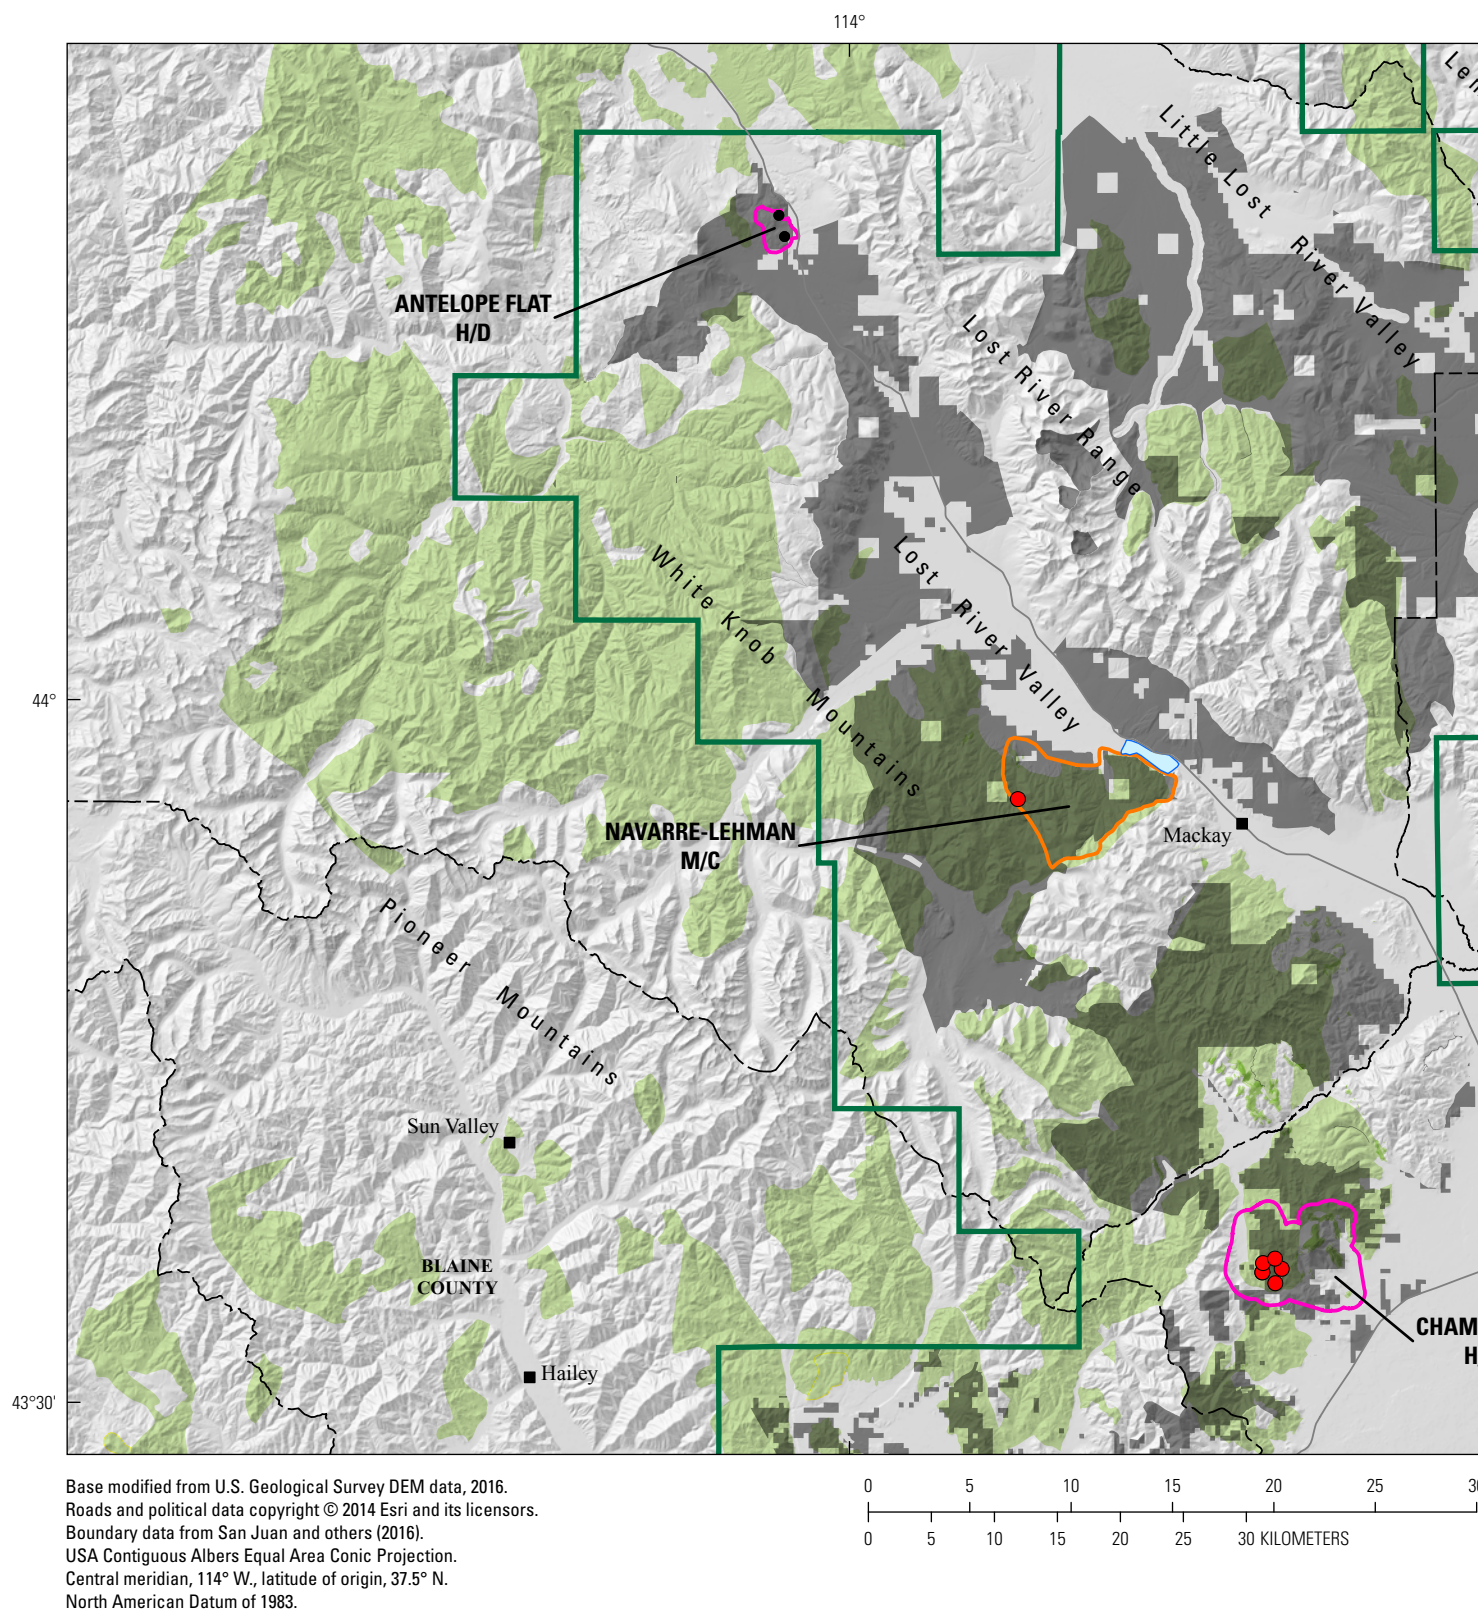 114°
Lem
Little Lost
River Valley
ANTELOPE FLAT
H/D
Lost River Range
White Knob
Mountains
Lost River Valley
44°
Mackay
NAVARRE-LEHMAN
M/C
Pioneer
Mountains
Sun Valley
BLAINE
COUNTY
CHAM
H/
Hailey
43°30'
Base modified from U.S. Geological Survey DEM data, 2016.
Roads and political data copyright © 2014 Esri and its licensors.
Boundary data from San Juan and others (2016).
USA Contiguous Albers Equal Area Conic Projection.
Central meridian, 114° W., latitude of origin, 37.5° N.
North American Datum of 1983.
0 5 10 15 20 25 30
0 5 10 15 20 25 30 KILOMETERS